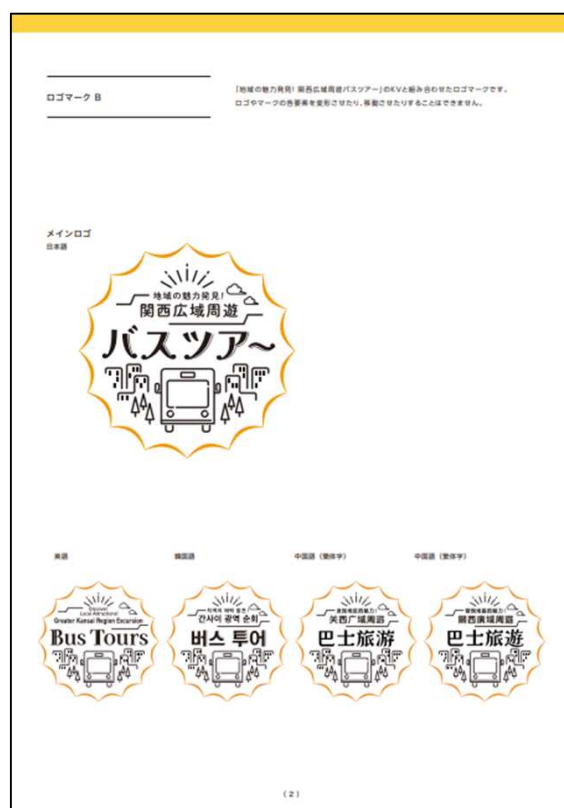 ロゴマーク B
「地域の魅力発見! 関西広域周遊バスツアー」のKVと組み合わせたロゴマークです。
ロゴやマークの各要素を変形させたり、移動させたりすることはできません。
メインロゴ
日本語
地域の魅力発見!
関西広域周遊
バスツアー
英語
韓国語
中国語（繁体字）
中国語（繁体字）
Discover
Local Attractions!
Greater Kansai Region Excursion
Bus Tours
간사이 광역 순회
버스 투어
关西广域周遊
巴士旅游
關西廣域周遊
巴士旅遊
( 2 )